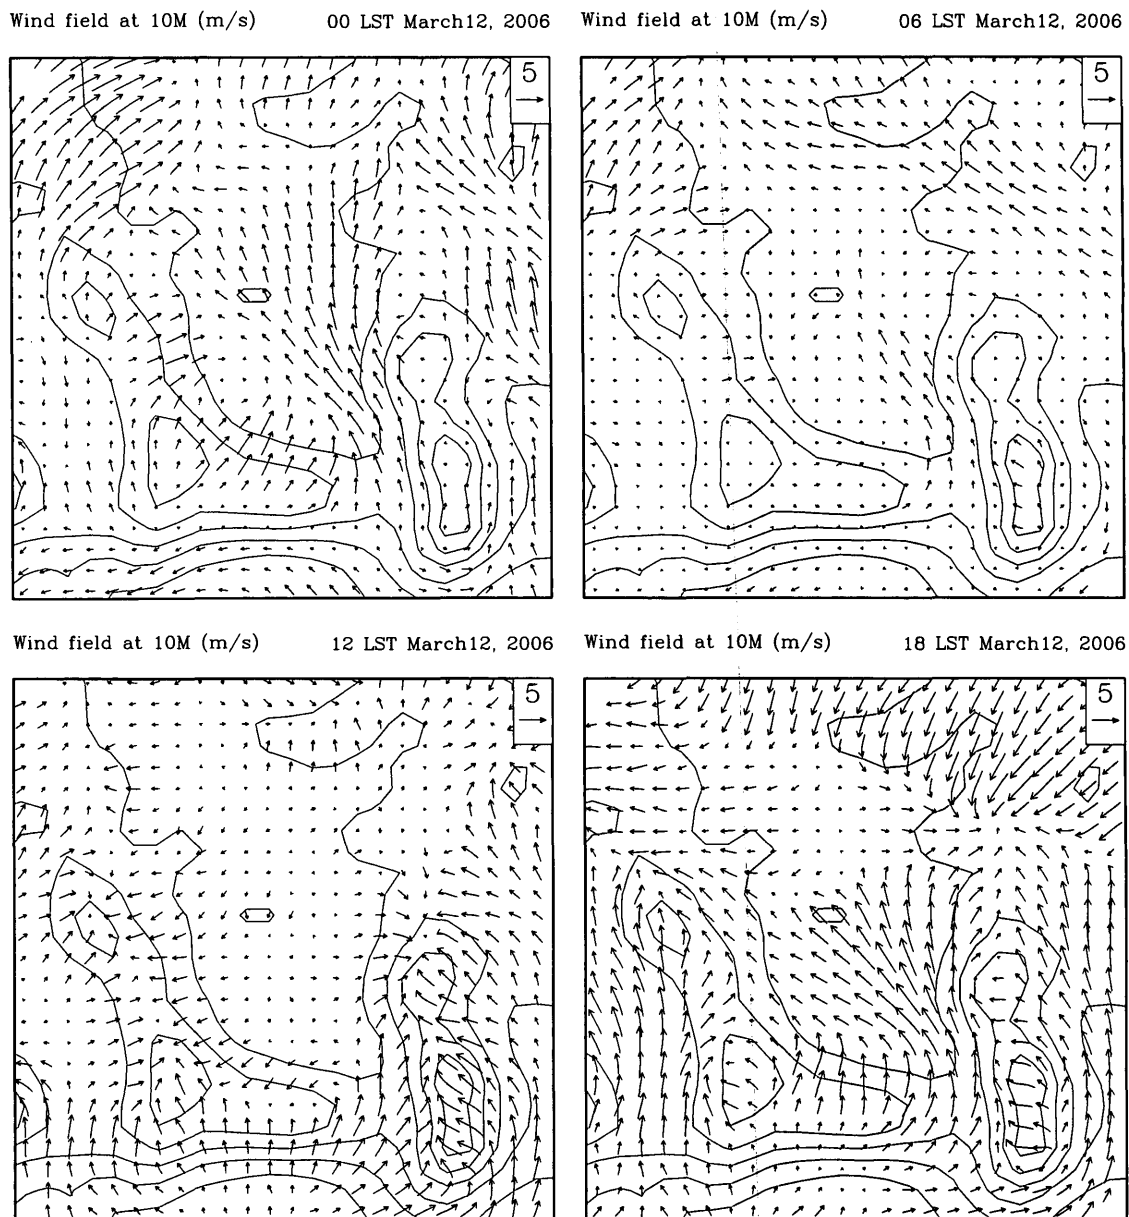 Wind field at 10M (m/s) 00 LST March12, 2006
Wind field at 10M (m/s) 06 LST March12, 2006
5
5
Wind field at 10M (m/s) 12 LST March12, 2006
Wind field at 10M (m/s) 18 LST March12, 2006
5
5